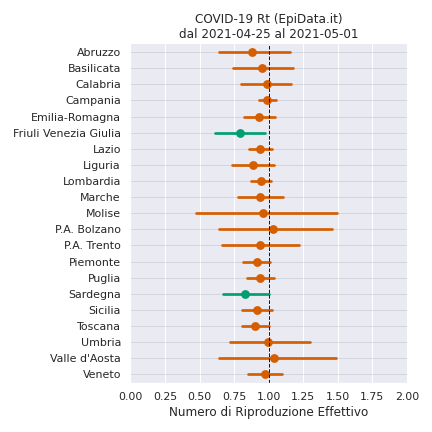 COVID-19 Rt (EpiData.it)
dal 2021-04-25 al 2021-05-01
Abruzzo
Basilicata
Calabria
Campania
Emilia-Romagna
Friuli Venezia Giulia
Lazio
Liguria
Lombardia
Marche
Molise
P.A. Bolzano
P.A. Trento
Piemonte
Puglia
Sardegna
Sicilia
Toscana
Umbria
Valle d'Aosta
Veneto
0.00 0.25 0.50 0.75 1.00 1.25 1.50 1.75 2.00
Numero di Riproduzione Effettivo